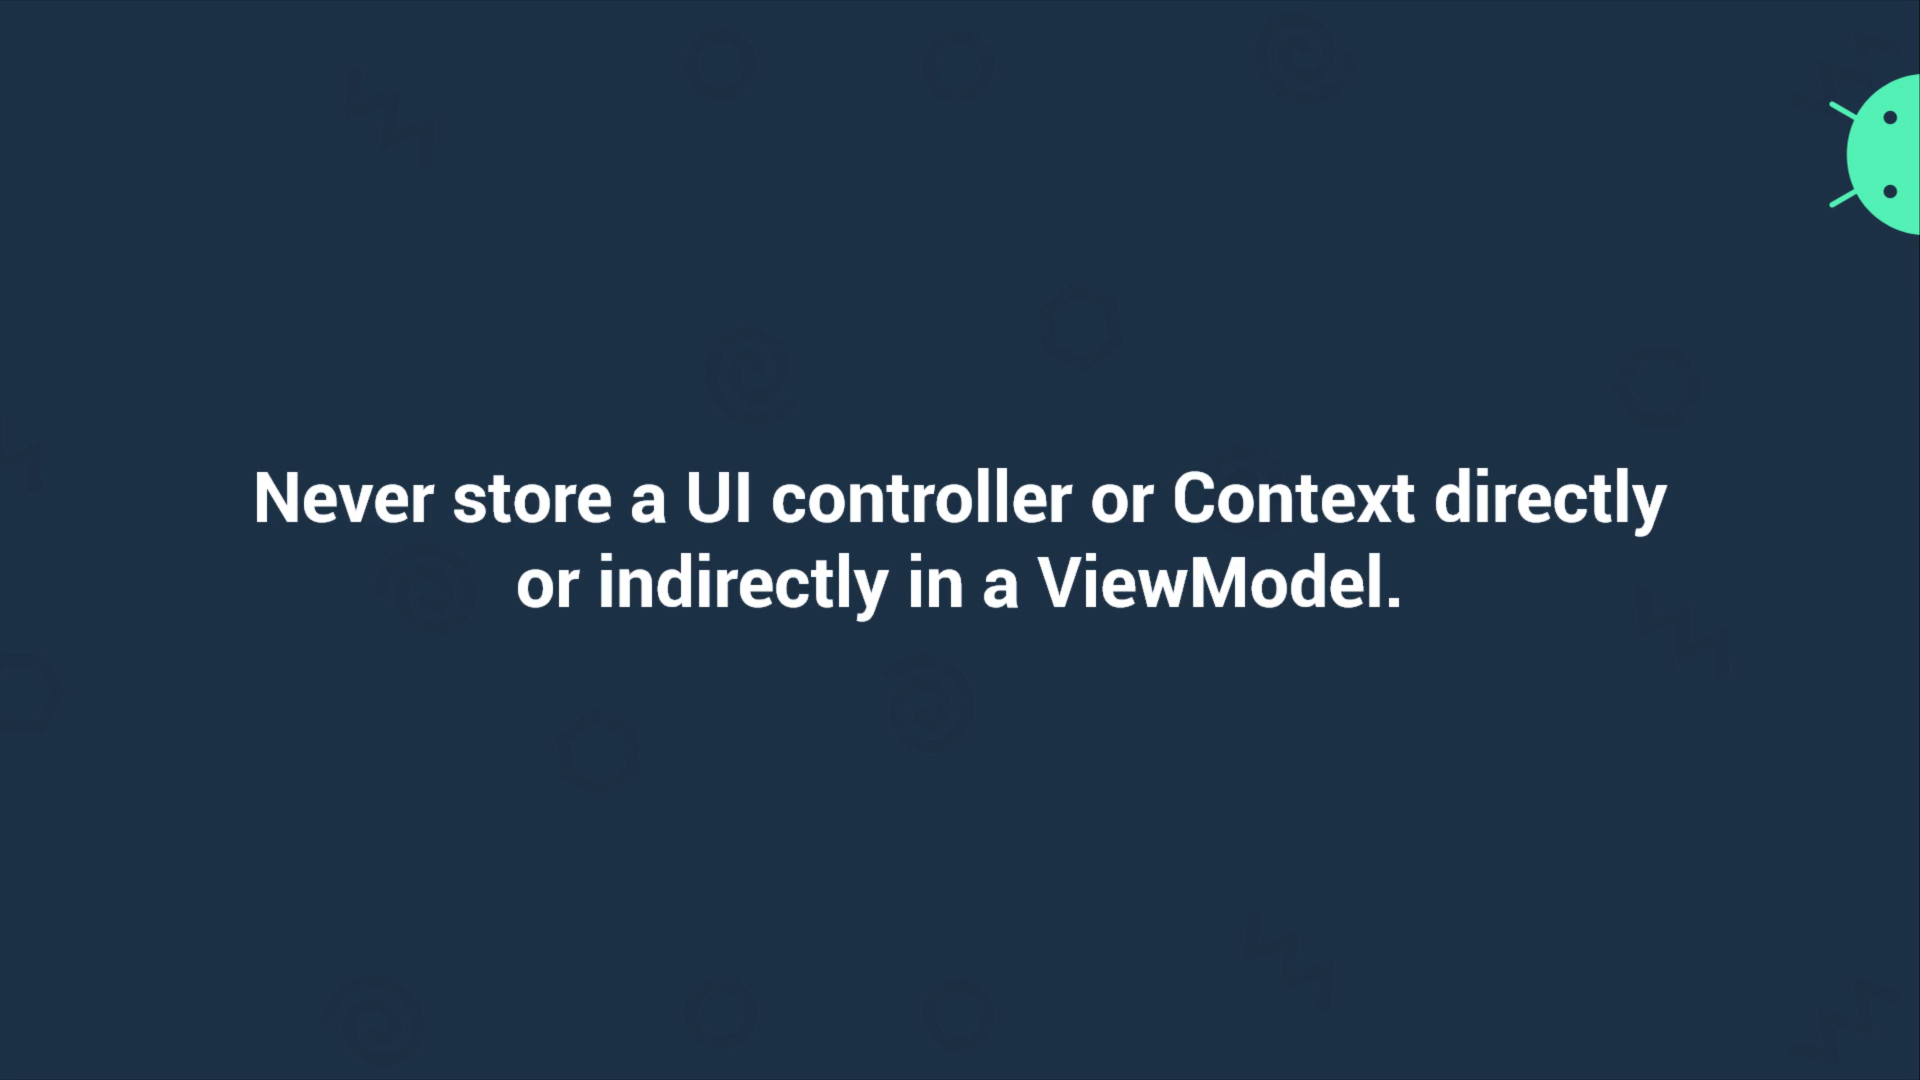 Never store a UI controller or Context directly
or indirectly in a ViewModel.